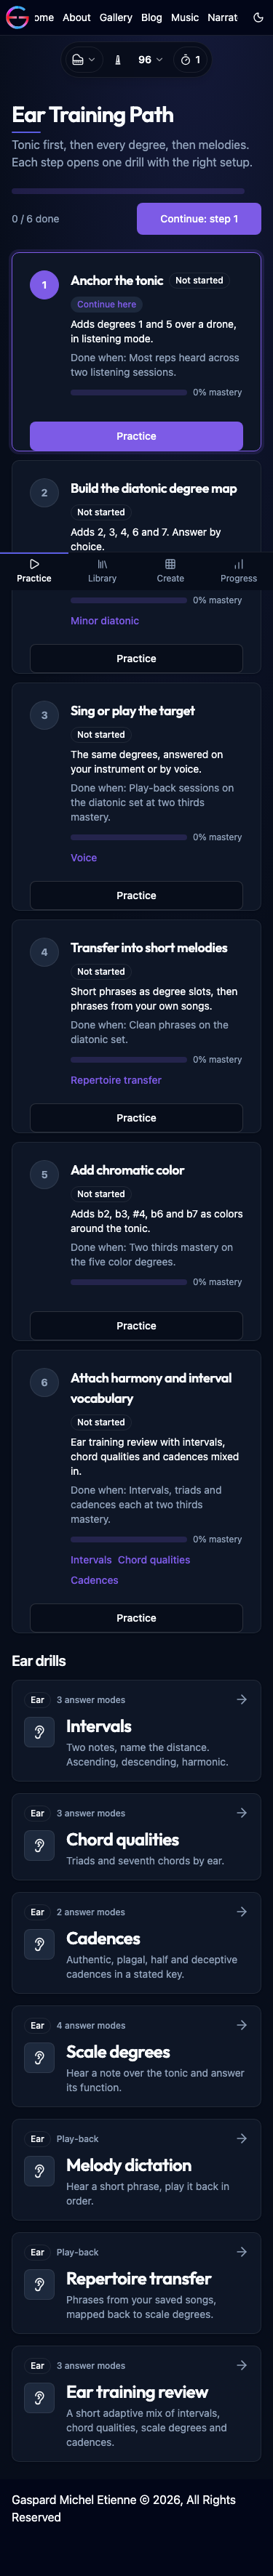 ome About Gallery Blog Music Narrat
96 1
Ear Training Path
Tonic first, then every degree, then melodies.
Each step opens one drill with the right setup.
0 / 6 done
Continue: step 1
1 Anchor the tonic Not started
Continue here
Adds degrees 1 and 5 over a drone,
in listening mode.
Done when: Most reps heard across
two listening sessions.
0% mastery
Practice
2 Build the diatonic degree map
Not started
Adds 2, 3, 4, 6 and 7. Answer by
choice.
Practice Library Create Progress
0% mastery
Minor diatonic
Practice
3 Sing or play the target
Not started
The same degrees, answered on
your instrument or by voice.
Done when: Play-back sessions on
the diatonic set at two thirds
mastery.
0% mastery
Voice
Practice
4 Transfer into short melodies
Not started
Short phrases as degree slots, then
phrases from your own songs.
Done when: Clean phrases on the
diatonic set.
0% mastery
Repertoire transfer
Practice
5 Add chromatic color
Not started
Adds b2, b3, #4, b6 and b7 as colors
around the tonic.
Done when: Two thirds mastery on
the five color degrees.
0% mastery
Practice
6 Attach harmony and interval
vocabulary
Not started
Ear training review with intervals,
chord qualities and cadences mixed
in.
Done when: Intervals, triads and
cadences each at two thirds
mastery.
0% mastery
Intervals Chord qualities
Cadences
Practice
Ear drills
Ear 3 answer modes
Intervals
Two notes, name the distance.
Ascending, descending, harmonic.
Ear 3 answer modes
Chord qualities
Triads and seventh chords by ear.
Ear 2 answer modes
Cadences
Authentic, plagal, half and deceptive
cadences in a stated key.
Ear 4 answer modes
Scale degrees
Hear a note over the tonic and answer
its function.
Ear Play-back
Melody dictation
Hear a short phrase, play it back in
order.
Ear Play-back
Repertoire transfer
Phrases from your saved songs,
mapped back to scale degrees.
Ear 3 answer modes
Ear training review
A short adaptive mix of intervals,
chord qualities, scale degrees and
cadences.
Gaspard Michel Etienne © 2026, All Rights
Reserved